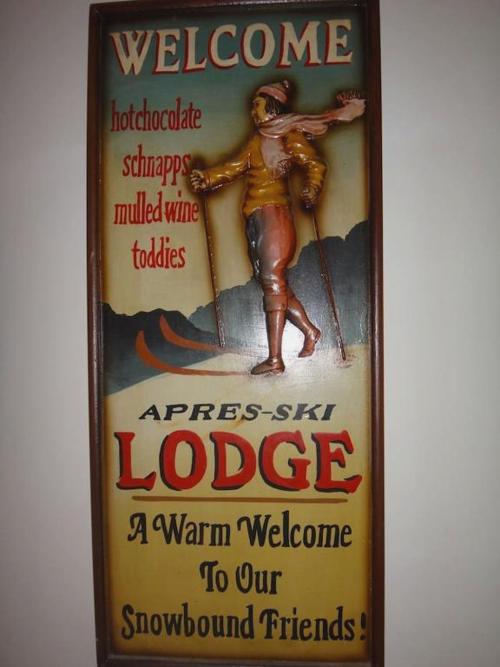 WELCOME
hotchocolate
schnapps
mulled wine
toddies
APRES-SKI
LODGE
A Warm Welcome
To Our
Snowbound Friends!